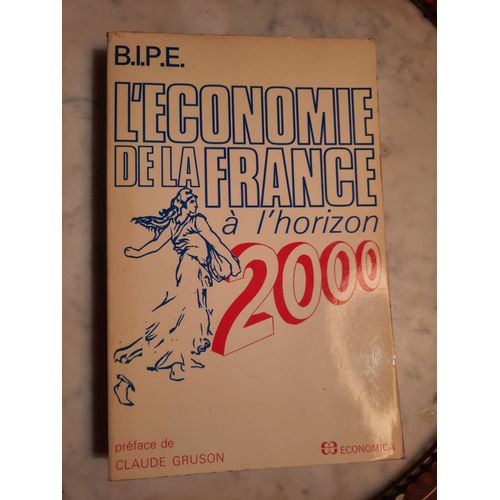 B.I.P.E.
L'ECONOMIE
DE LA FRANCE
à l'horizon
2000
préface de
CLAUDE GRUSON
ECONOMICA